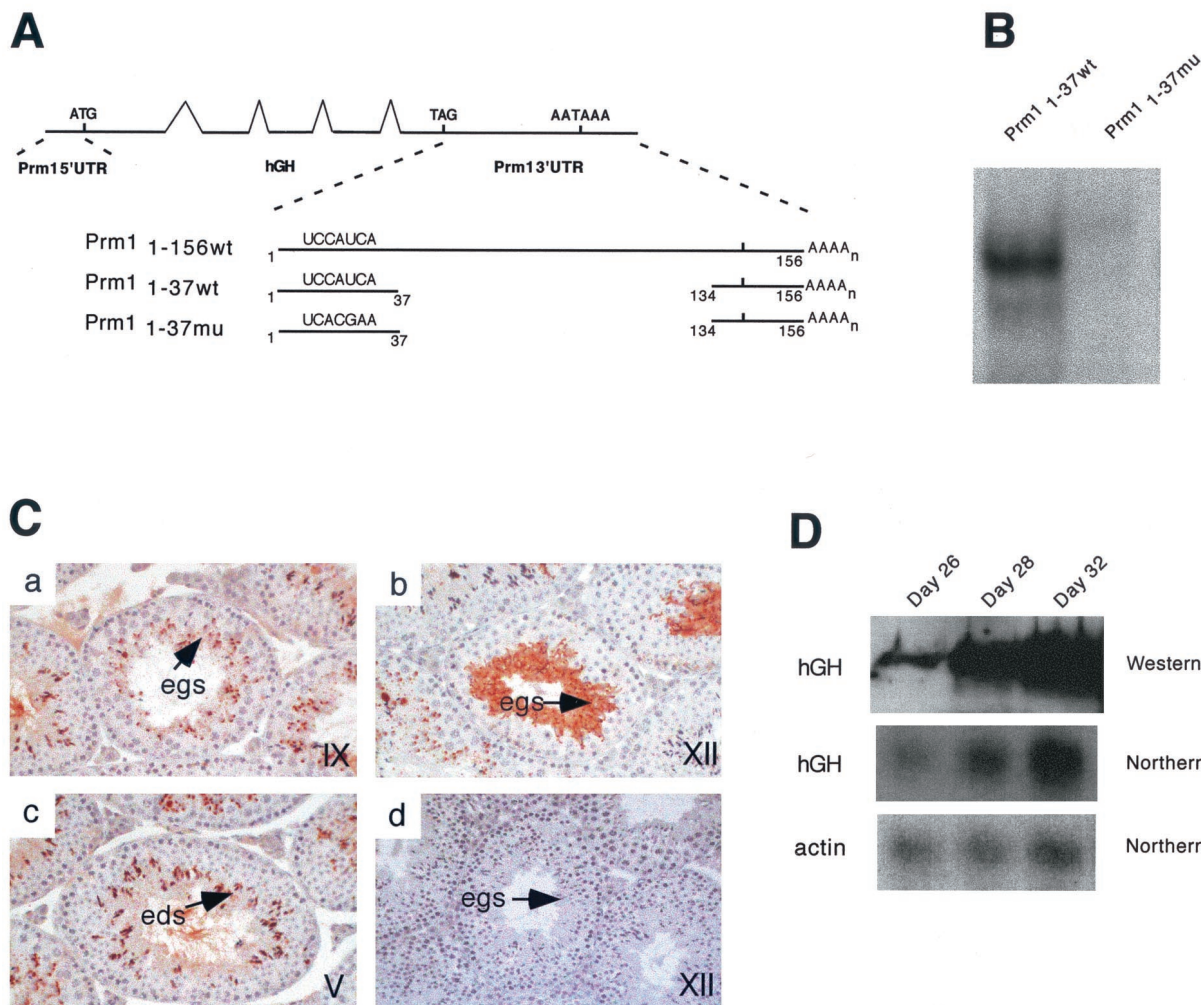 A
ATG TAG AATAAA
Prm15'UTR hGH Prm13'UTR
Prm1 1-156wt UCCAUCA 1 156 AAAAn
Prm1 1-37wt UCCAUCA 1 37 134 156 AAAAn
Prm1 1-37mu UCACGAA 1 37 134 156 AAAAn
B
Prm1 1-37wt
Prm1 1-37mu
C
a
egs
IX
b
egs
XII
c
eds
V
d
egs
XII
D
Day 26 Day 28 Day 32
hGH Western
hGH Northern
actin Northern